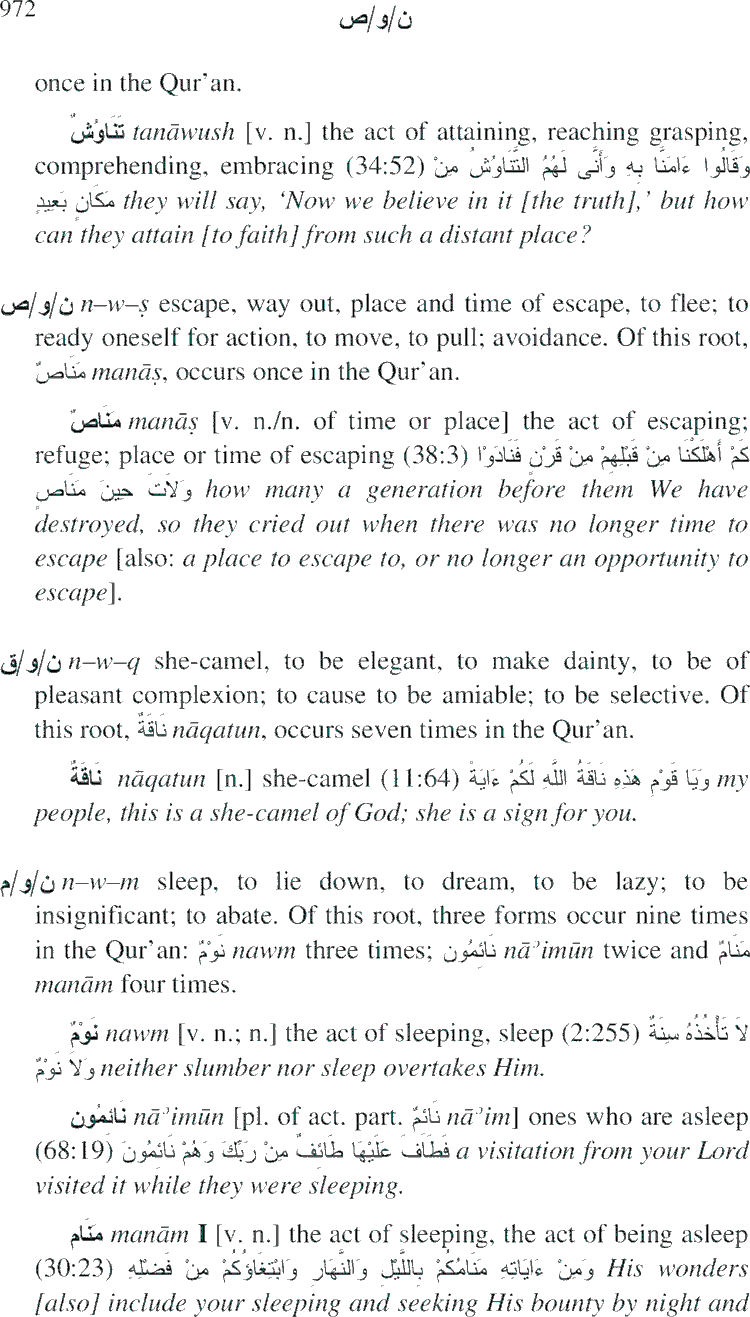 972
ن/و/ص
once in the Qur’an.
تَنَاوُشٌ tanāwush [v. n.] the act of attaining, reaching grasping,
comprehending, embracing (34:52) وَقَالُوا ءَامَنَّا بِهِ وَأَنَّى لَهُمُ التَّنَاوُشُ مِنْ
مَكَانٍ بَعِيدٍ they will say, ‘Now we believe in it [the truth],’ but how
can they attain [to faith] from such a distant place?
ن/و/ص n–w–ṣ escape, way out, place and time of escape, to flee; to
ready oneself for action, to move, to pull; avoidance. Of this root,
مَنَاصٌ manāṣ, occurs once in the Qur’an.
مَنَاصٌ manāṣ [v. n./n. of time or place] the act of escaping;
refuge; place or time of escaping (38:3) كَمْ أَهْلَكْنَا مِنْ قَبْلِهِمْ مِنْ قَرْنٍ فَنَادَوْا
وَلَاتَ حِينَ مَنَاصٍ how many a generation before them We have
destroyed, so they cried out when there was no longer time to
escape [also: a place to escape to, or no longer an opportunity to
escape].
ن/و/ق n–w–q she-camel, to be elegant, to make dainty, to be of
pleasant complexion; to cause to be amiable; to be selective. Of
this root, نَاقَةٌ nāqatun, occurs seven times in the Qur’an.
نَاقَةٌ nāqatun [n.] she-camel (11:64) وَيَا قَوْمِ هَذِهِ نَاقَةُ اللَّهِ لَكُمْ ءَايَةً my
people, this is a she-camel of God; she is a sign for you.
ن/و/م n–w–m sleep, to lie down, to dream, to be lazy; to be
insignificant; to abate. Of this root, three forms occur nine times
in the Qur’an: نَوْمٌ nawm three times; نَائِمُون nāʾimūn twice and مَنَامٌ
manām four times.
نَوْمٌ nawm [v. n.; n.] the act of sleeping, sleep (2:255) لَا تَأْخُذُهُ سِنَةٌ
وَلَا نَوْمٌ neither slumber nor sleep overtakes Him.
نَائِمُون nāʾimūn [pl. of act. part. نَائِمٌ nāʾim] ones who are asleep
(68:19) فَطَافَ عَلَيْهَا طَائِفٌ مِنْ رَبِّكَ وَهُمْ نَائِمُونَ a visitation from your Lord
visited it while they were sleeping.
مَنَام manām I [v. n.] the act of sleeping, the act of being asleep
(30:23) وَمِنْ ءَايَاتِهِ مَنَامُكُمْ بِاللَّيْلِ وَالنَّهَارِ وَابْتِغَاؤُكُمْ مِنْ فَضْلِهِ His wonders
[also] include your sleeping and seeking His bounty by night and